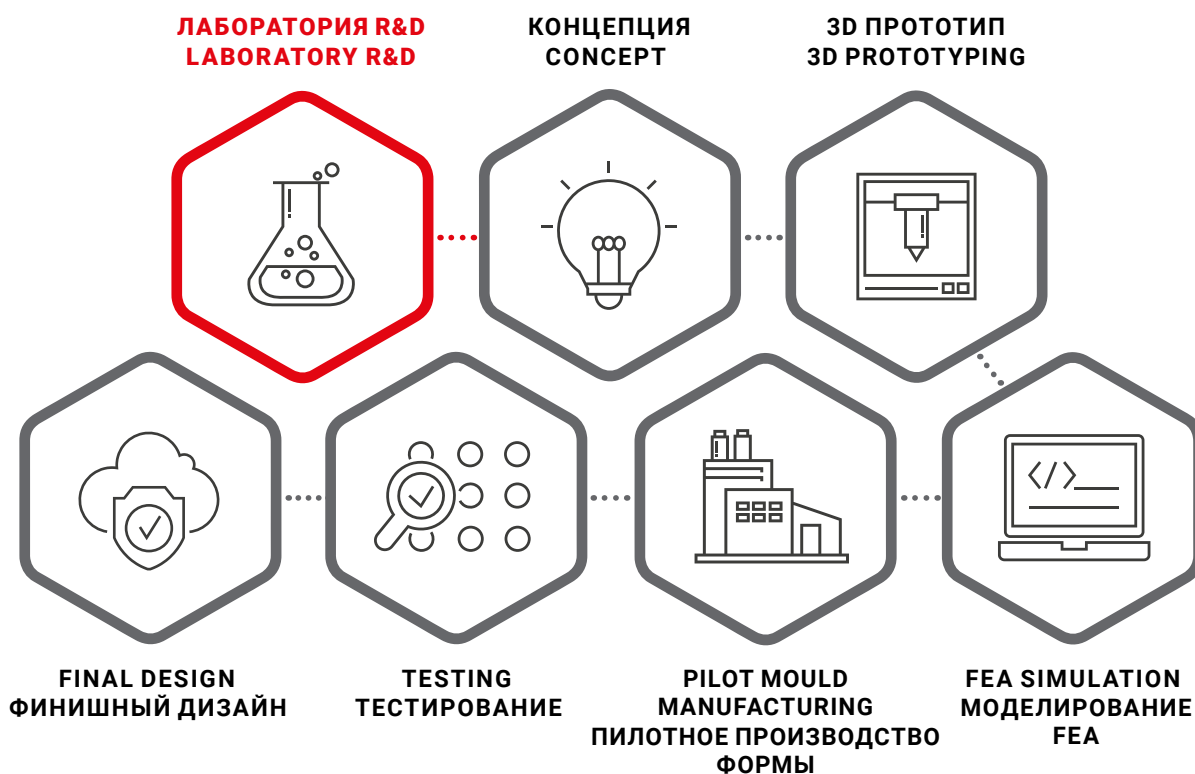 ЛАБОРАТОРИЯ R&D
LABORATORY R&D
КОНЦЕПЦИЯ
CONCEPT
3D ПРОТОТИП
3D PROTOTYPING
</>
FINAL DESIGN
ФИНИШНЫЙ ДИЗАЙН
TESTING
ТЕСТИРОВАНИЕ
PILOT MOULD
MANUFACTURING
ПИЛОТНОЕ ПРОИЗВОДСТВО
ФОРМЫ
FEA SIMULATION
МОДЕЛИРОВАНИЕ
FEA